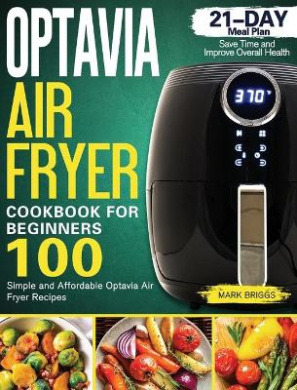 OPTAVIA
AIR
FRYER
COOKBOOK FOR
BEGINNERS
100
Simple and Affordable Optavia Air
Fryer Recipes
21-DAY
Meal Plan
Save Time and
Improve Overall Health
370°
MARK BRIGGS